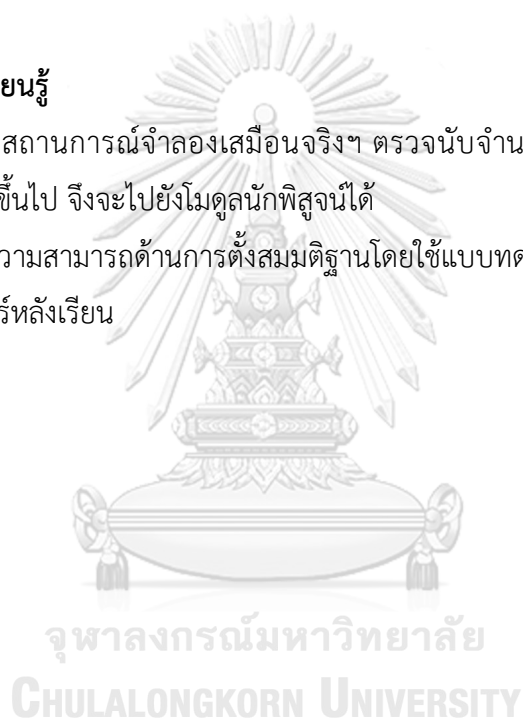 ยนรู้
สถานการณ์จำลองเสมือนจริงฯ ตรวจนับจำน
ขึ้นไป จึงจะไปยังโมดูลนักพิสูจน์ได้
วามสามารถด้านการตั้งสมมติฐานโดยใช้แบบทด
ร์หลังเรียน
จุฬาลงกรณ์มหาวิทยาลัย
CHULALONGKORN UNIVERSITY